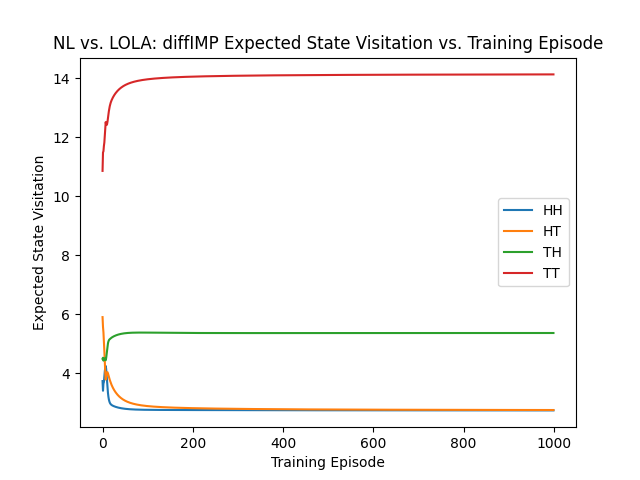 NL vs. LOLA: diffIMP Expected State Visitation vs. Training Episode
14
12
10
8
6
4
Expected State Visitation
HH
HT
TH
TT
0 200 400 600 800 1000
Training Episode